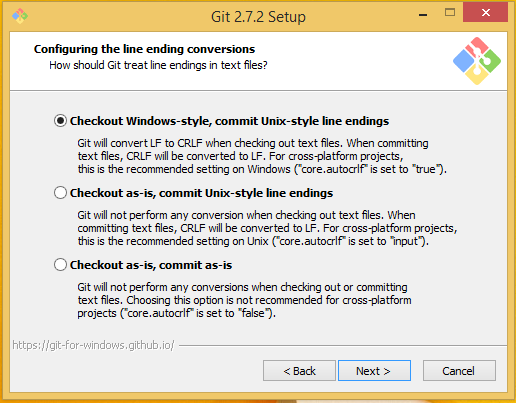 Git 2.7.2 Setup
Configuring the line ending conversions
How should Git treat line endings in text files?
Checkout Windows-style, commit Unix-style line endings
Git will convert LF to CRLF when checking out text files. When committing
text files, CRLF will be converted to LF. For cross-platform projects,
this is the recommended setting on Windows ("core.autocrlf" is set to "true").
Checkout as-is, commit Unix-style line endings
Git will not perform any conversion when checking out text files. When
committing text files, CRLF will be converted to LF. For cross-platform projects,
this is the recommended setting on Unix ("core.autocrlf" is set to "input").
Checkout as-is, commit as-is
Git will not perform any conversions when checking out or committing
text files. Choosing this option is not recommended for cross-platform
projects ("core.autocrlf" is set to "false").
https://git-for-windows.github.io/
< Back
Next >
Cancel